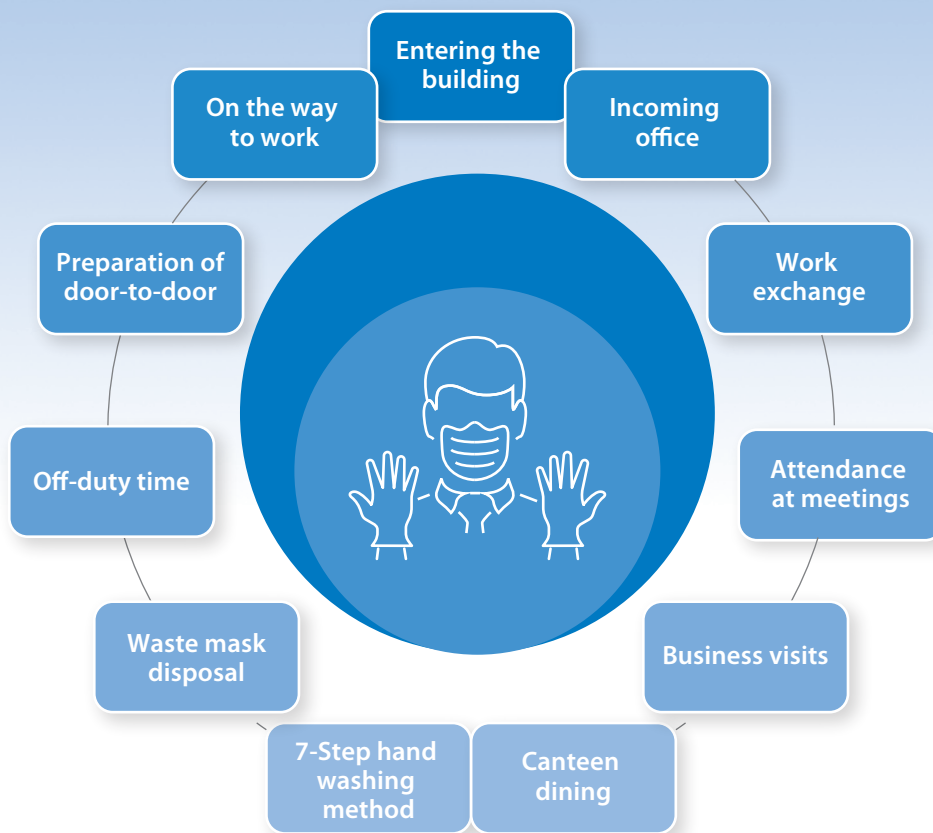 Entering the
building
Incoming
office
Work
exchange
Attendance
at meetings
Business visits
Canteen
dining
7-Step hand
washing
method
Waste mask
disposal
Off-duty time
Preparation of
door-to-door
On the way
to work